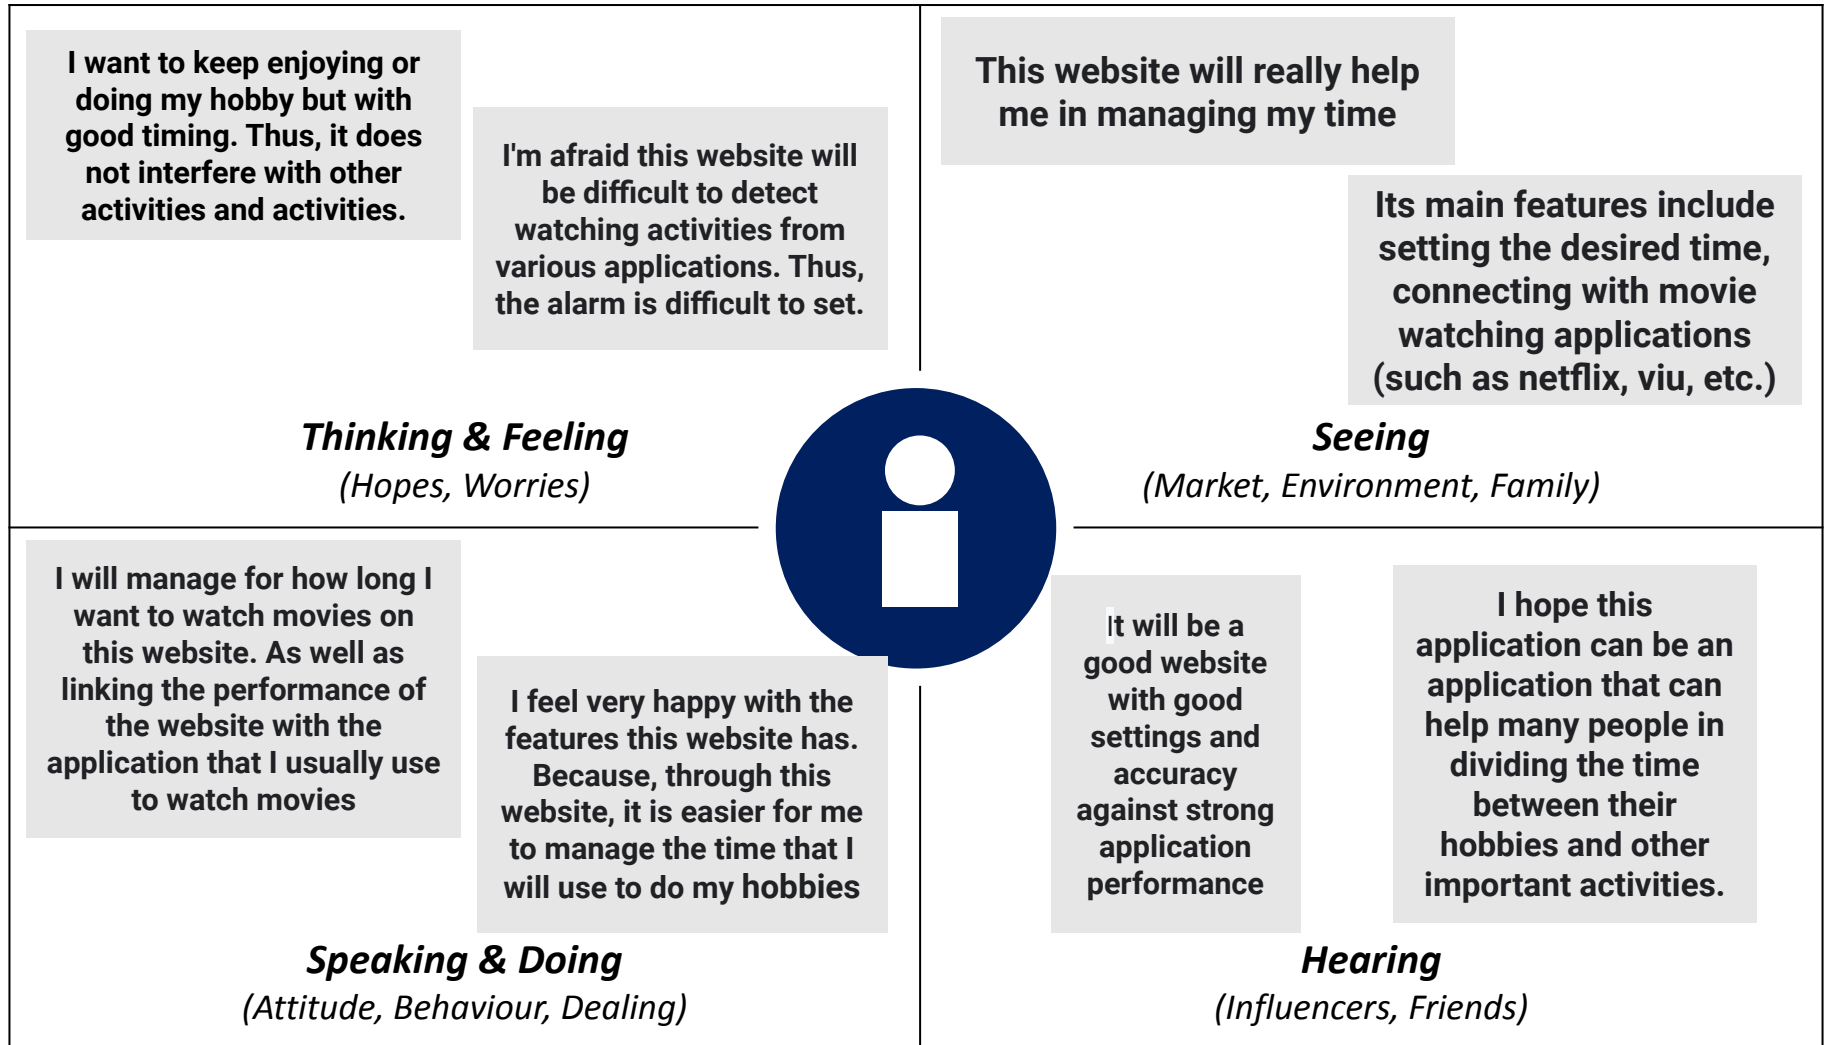 I want to keep enjoying or
doing my hobby but with
good timing. Thus, it does
not interfere with other
activities and activities.
I'm afraid this website will
be difficult to detect
watching activities from
various applications. Thus,
the alarm is difficult to set.
Thinking & Feeling
(Hopes, Worries)
This website will really help
me in managing my time
Its main features include
setting the desired time,
connecting with movie
watching applications
(such as netflix, viu, etc.)
Seeing
(Market, Environment, Family)
I will manage for how long I
want to watch movies on
this website. As well as
linking the performance of
the website with the
application that I usually use
to watch movies
I feel very happy with the
features this website has.
Because, through this
website, it is easier for me
to manage the time that I
will use to do my hobbies
Speaking & Doing
(Attitude, Behaviour, Dealing)
It will be a
good website
with good
settings and
accuracy
against strong
application
performance
I hope this
application can be an
application that can
help many people in
dividing the time
between their
hobbies and other
important activities.
Hearing
(Influencers, Friends)